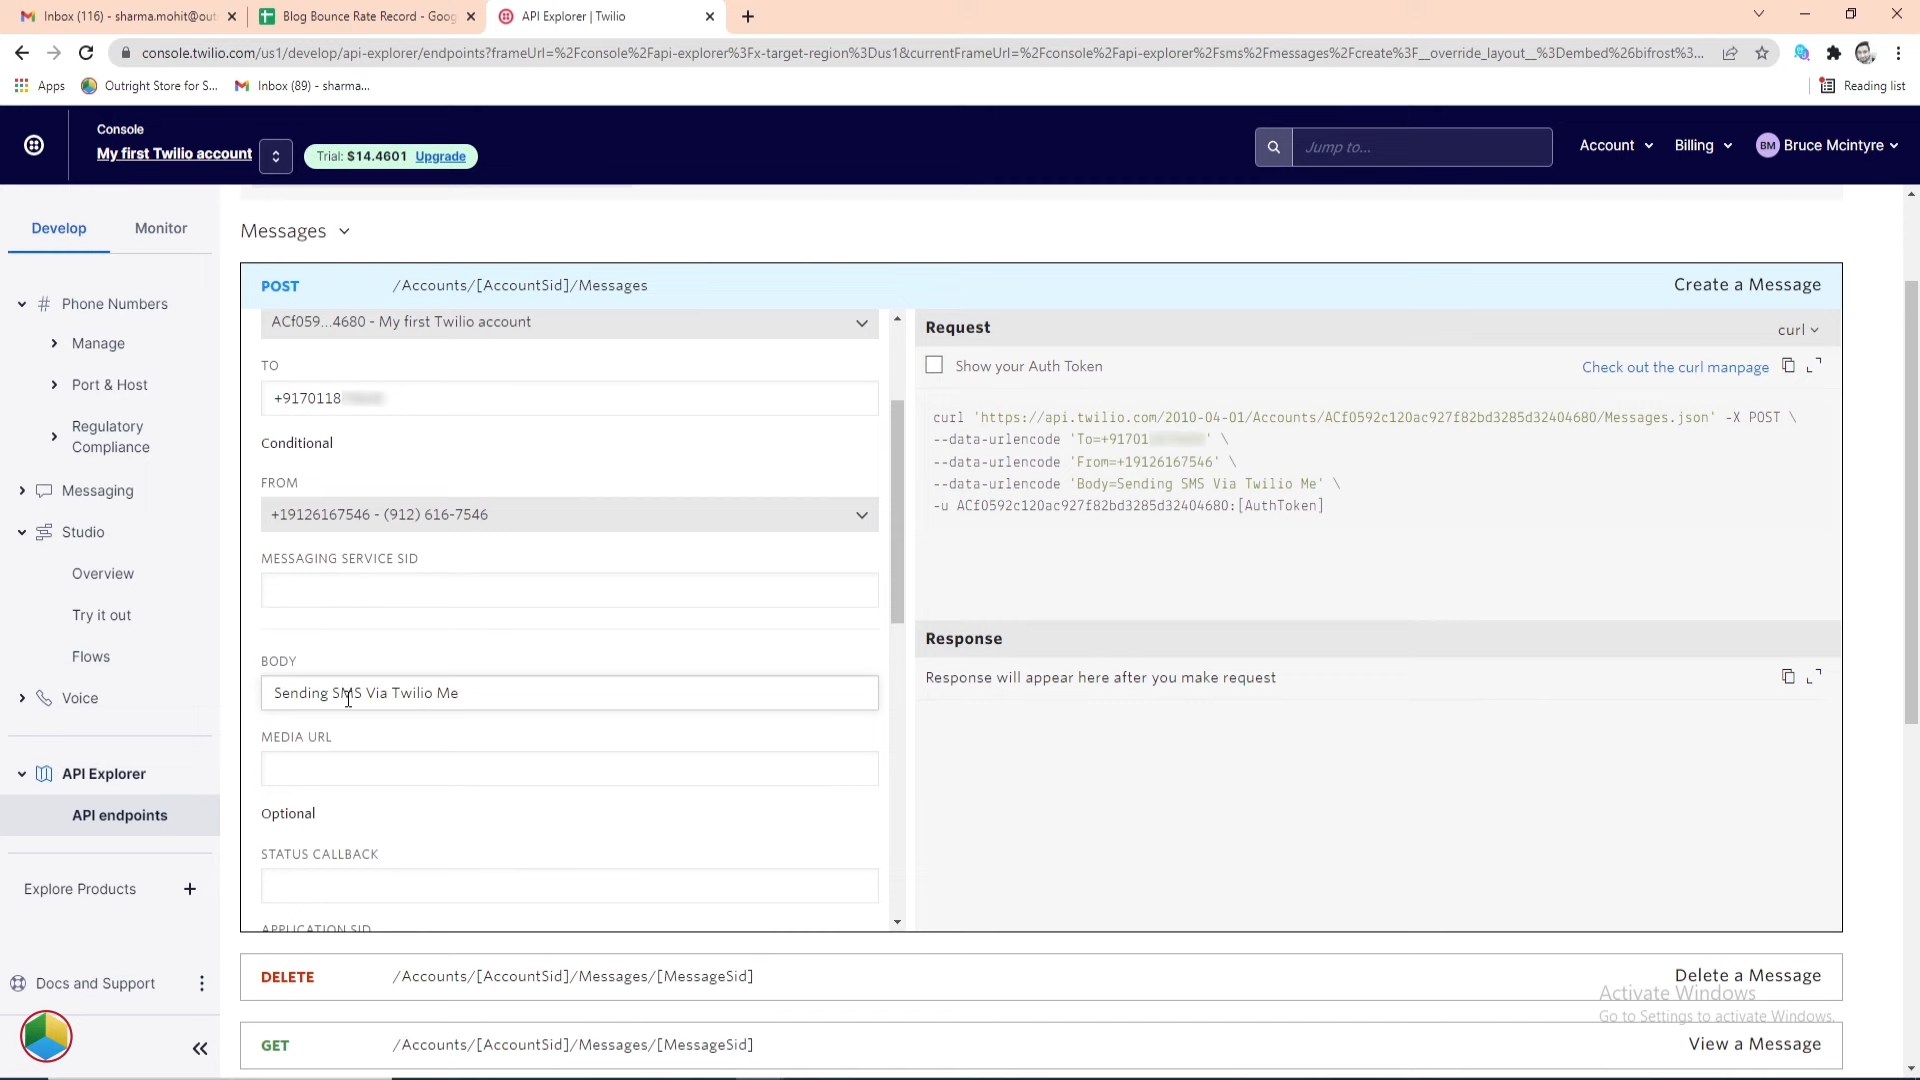 Inbox (116) - sharma.mohit@out
Blog Bounce Rate Record - Goog
API Explorer | Twilio
console.twilio.com/us1/develop/api-explorer/endpoints?frameUrl=%2Fconsole%2Fapi-explorer%3Fx-target-region%3Dus1&currentFrameUrl=%2Fconsole%2Fapi-explorer%2Fsms%2Fmessages%2Fcreate%3F__override_layout__%3Dembed%26bifrost%3...
Apps
Outright Store for S...
Inbox (89) - sharma...
Reading list
Console
My first Twilio account
Trial: $14.4601 Upgrade
Jump to...
Account
Billing
BM
Bruce Mcintyre
Develop
Monitor
Phone Numbers
Manage
Port & Host
Regulatory
Compliance
Messaging
Studio
Overview
Try it out
Flows
Voice
API Explorer
API endpoints
Explore Products
Docs and Support
Messages
POST /Accounts/[AccountSid]/Messages Create a Message
ACf059...4680 - My first Twilio account
TO
+9170118
Conditional
FROM
+19126167546 - (912) 616-7546
MESSAGING SERVICE SID
BODY
Sending SMS Via Twilio Me
MEDIA URL
Optional
STATUS CALLBACK
APPLICATION SID
Request
curl
Show your Auth Token
Check out the curl manpage
curl 'https://api.twilio.com/2010-04-01/Accounts/ACf0592c120ac927f82bd3285d32404680/Messages.json' -X POST \
--data-urlencode 'To=+91701 ' \
--data-urlencode 'From=+19126167546' \
--data-urlencode 'Body=Sending SMS Via Twilio Me' \
-u ACf0592c120ac927f82bd3285d32404680:[AuthToken]
Response
Response will appear here after you make request
DELETE /Accounts/[AccountSid]/Messages/[MessageSid] Delete a Message
Activate Windows
Go to Settings to activate Windows.
GET /Accounts/[AccountSid]/Messages/[MessageSid] View a Message